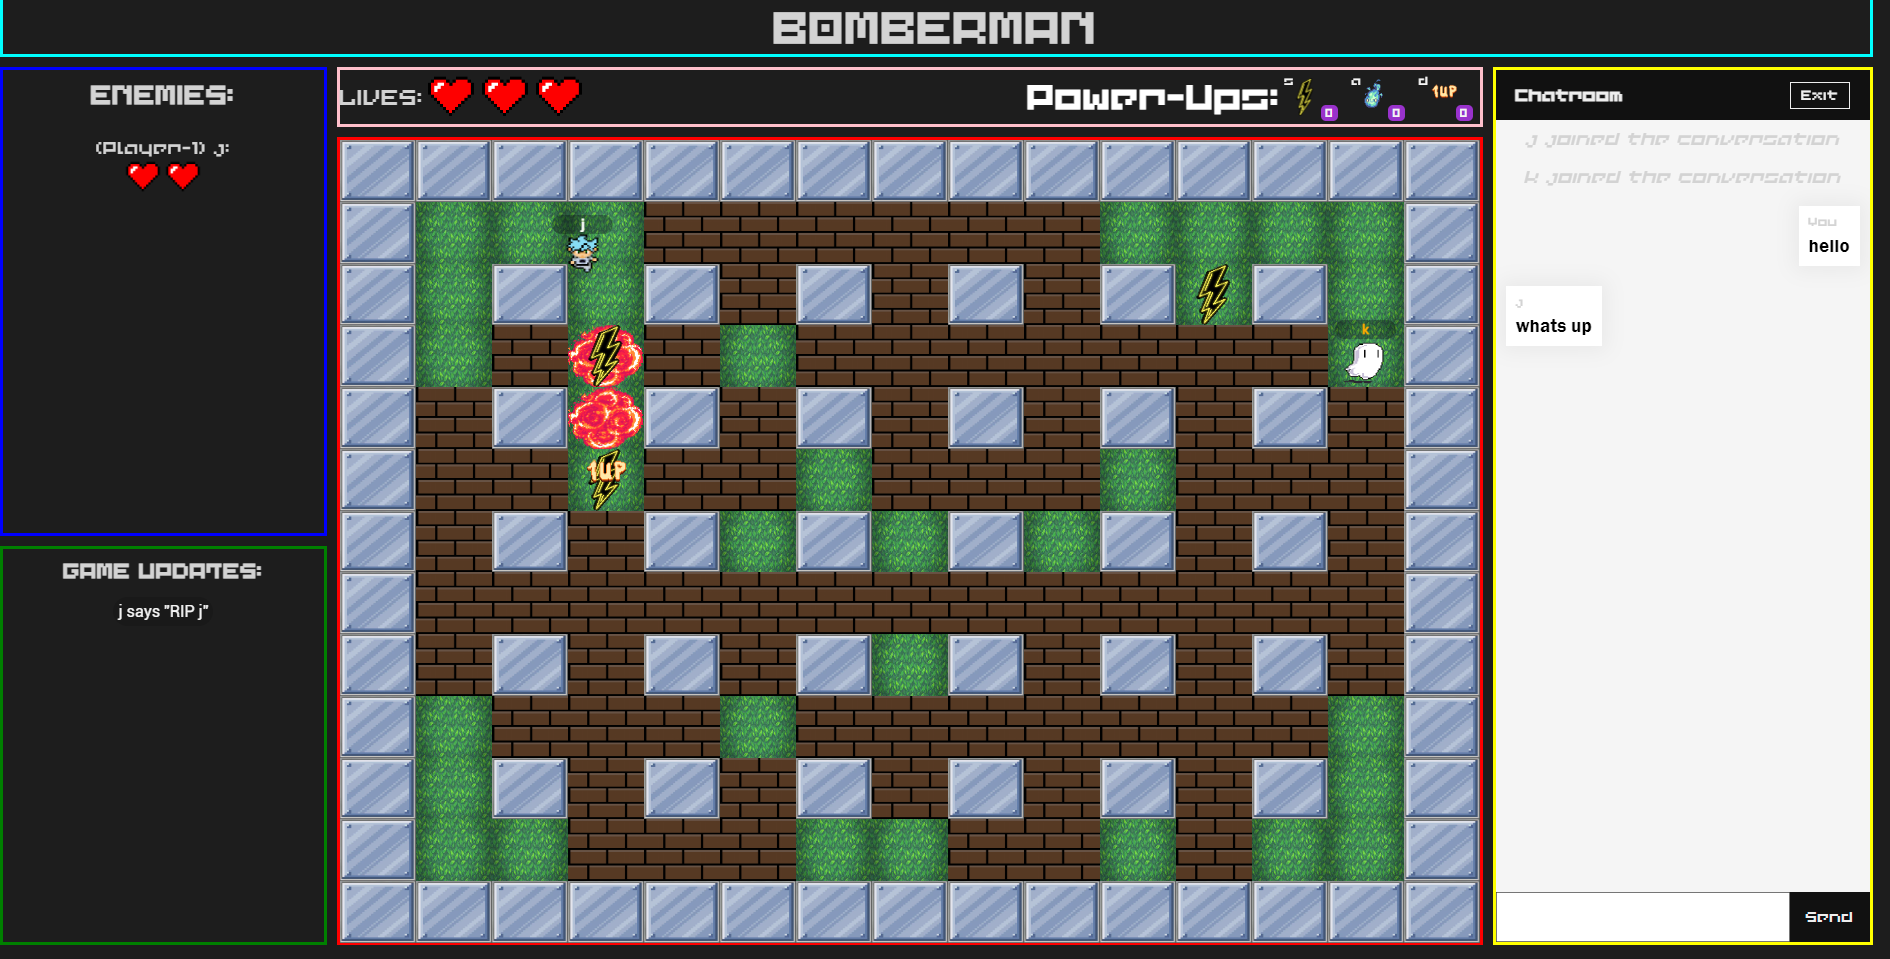 BOMBERMAN
ENEMIES:
(Player-1) j:
GAME UPDATES:
j says "RIP j"
LIVES:
Power-Ups:
s
0
a
0
d
1UP
0
j
1UP
k
Chatroom
Exit
j joined the conversation
k joined the conversation
You
hello
J
whats up
Send